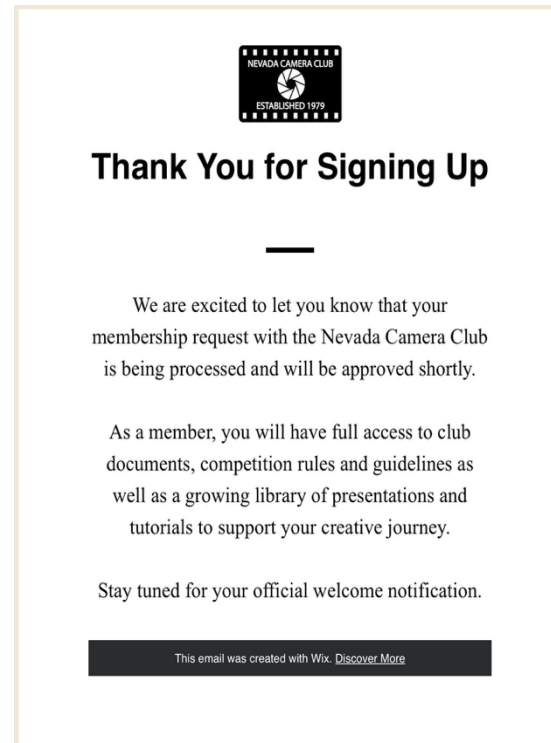 NEVADA CAMERA CLUB
ESTABLISHED 1979
Thank You for Signing Up
We are excited to let you know that your
membership request with the Nevada Camera Club
is being processed and will be approved shortly.
As a member, you will have full access to club
documents, competition rules and guidelines as
well as a growing library of presentations and
tutorials to support your creative journey.
Stay tuned for your official welcome notification.
This email was created with Wix. Discover More